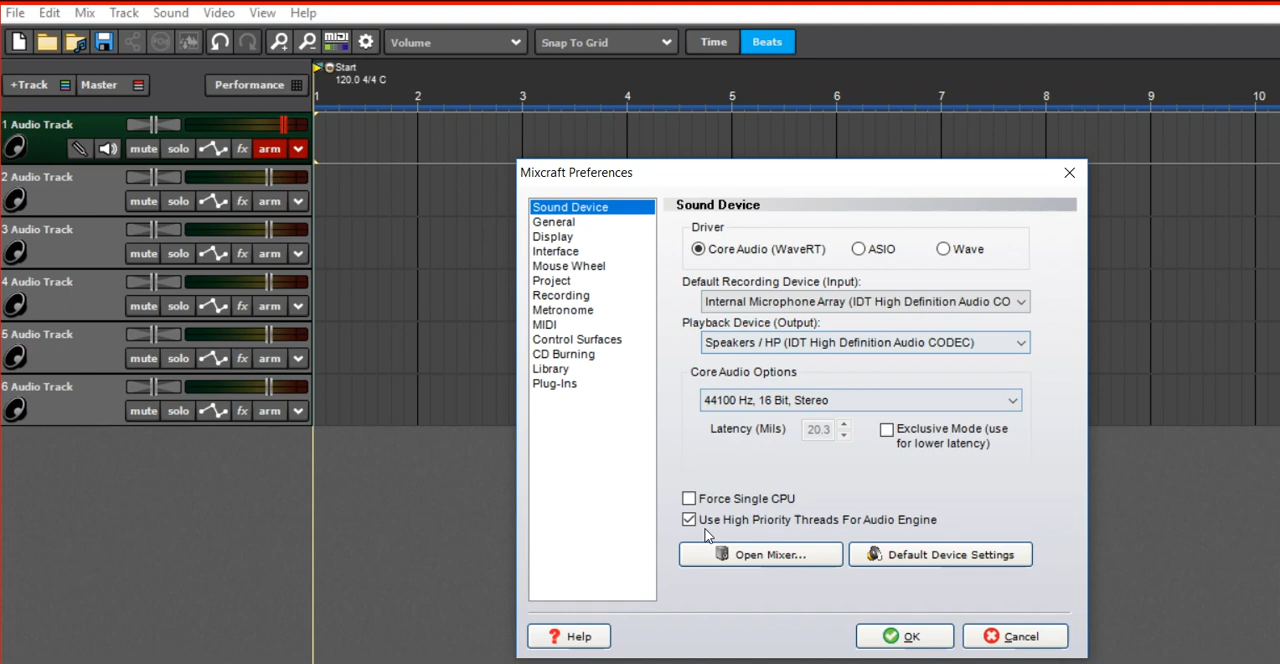 File Edit Mix Track Sound Video View Help
MIDI Volume Snap To Grid Time Beats
+Track Master Performance
Start
120.0 4/4 C
1 2 3 4 5 6 7 8 9 10
1 Audio Track
mute solo fx arm
2 Audio Track
mute solo fx arm
3 Audio Track
mute solo fx arm
4 Audio Track
mute solo fx arm
5 Audio Track
mute solo fx arm
6 Audio Track
mute solo fx arm
Mixcraft Preferences
Sound Device
General
Display
Interface
Mouse Wheel
Project
Recording
Metronome
MIDI
Control Surfaces
CD Burning
Library
Plug-Ins
Sound Device
Driver
Core Audio (WaveRT) ASIO Wave
Default Recording Device (Input):
Internal Microphone Array (IDT High Definition Audio CO
Playback Device (Output):
Speakers / HP (IDT High Definition Audio CODEC)
Core Audio Options
44100 Hz, 16 Bit, Stereo
Latency (Mils) 20.3 Exclusive Mode (use
for lower latency)
Force Single CPU
Use High Priority Threads For Audio Engine
Open Mixer... Default Device Settings
? Help OK Cancel